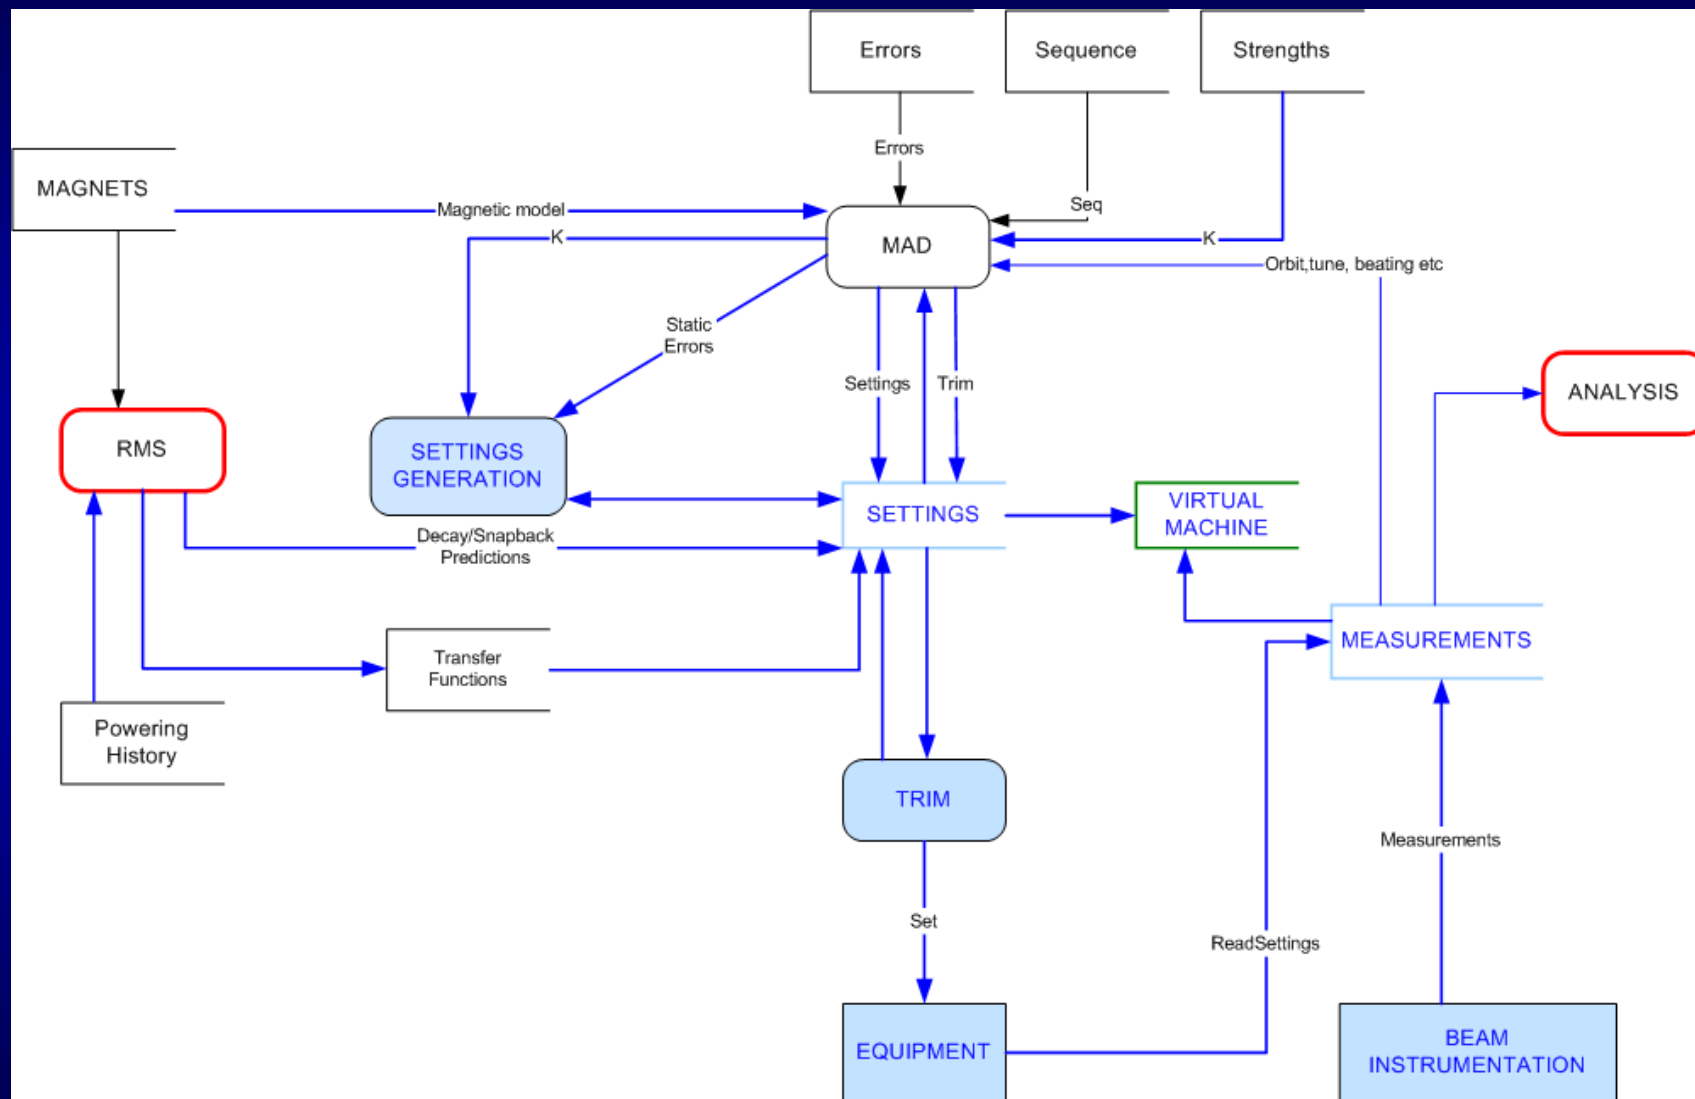 Errors
Sequence
Strengths
Errors
MAGNETS
Seq
Magnetic model
K
MAD
K
Orbit,tune, beating etc
Static
Errors
Settings
Trim
ANALYSIS
RMS
SETTINGS
GENERATION
SETTINGS
VIRTUAL
MACHINE
Decay/Snapback
Predictions
MEASUREMENTS
Transfer
Functions
Powering
History
TRIM
Measurements
Set
ReadSettings
EQUIPMENT
BEAM
INSTRUMENTATION